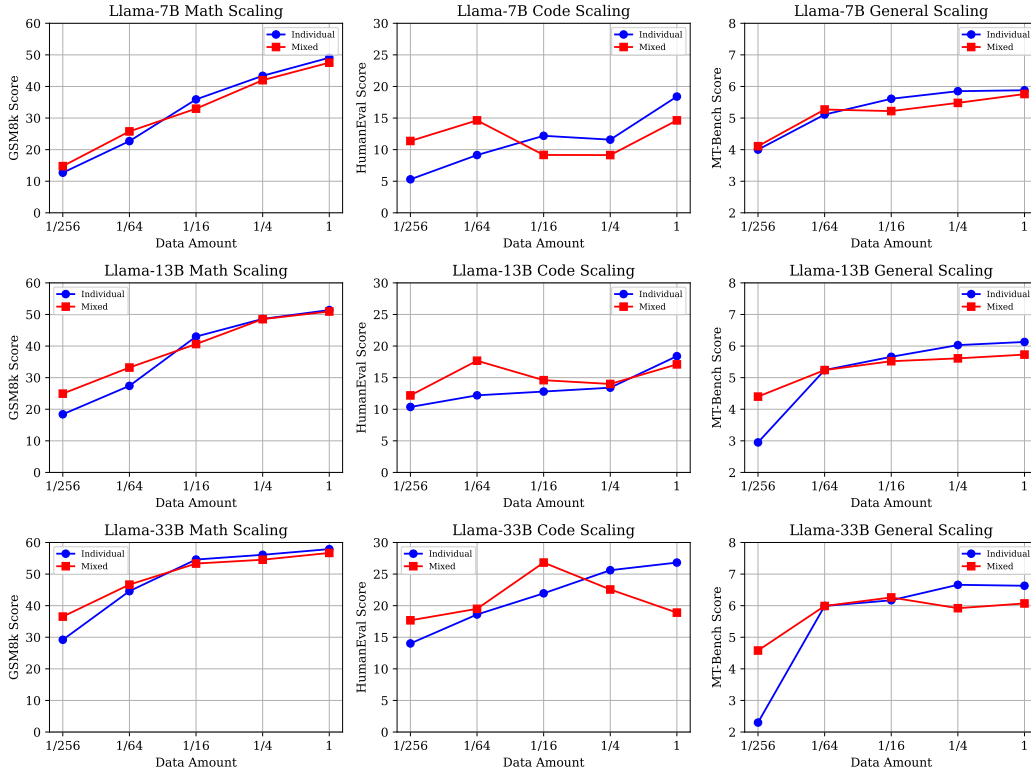 Llama-7B Math Scaling
GSM8k Score
60
50
40
30
20
10
0
Individual
Mixed
1/256 1/64 1/16 1/4 1
Data Amount
Llama-7B Code Scaling
HumanEval Score
30
25
20
15
10
5
0
Individual
Mixed
1/256 1/64 1/16 1/4 1
Data Amount
Llama-7B General Scaling
MT-Bench Score
8
7
6
5
4
3
2
Individual
Mixed
1/256 1/64 1/16 1/4 1
Data Amount
Llama-13B Math Scaling
GSM8k Score
60
50
40
30
20
10
0
Individual
Mixed
1/256 1/64 1/16 1/4 1
Data Amount
Llama-13B Code Scaling
HumanEval Score
30
25
20
15
10
5
0
Individual
Mixed
1/256 1/64 1/16 1/4 1
Data Amount
Llama-13B General Scaling
MT-Bench Score
8
7
6
5
4
3
2
Individual
Mixed
1/256 1/64 1/16 1/4 1
Data Amount
Llama-33B Math Scaling
GSM8k Score
60
50
40
30
20
10
0
Individual
Mixed
1/256 1/64 1/16 1/4 1
Data Amount
Llama-33B Code Scaling
HumanEval Score
30
25
20
15
10
5
0
Individual
Mixed
1/256 1/64 1/16 1/4 1
Data Amount
Llama-33B General Scaling
MT-Bench Score
8
7
6
5
4
3
2
Individual
Mixed
1/256 1/64 1/16 1/4 1
Data Amount